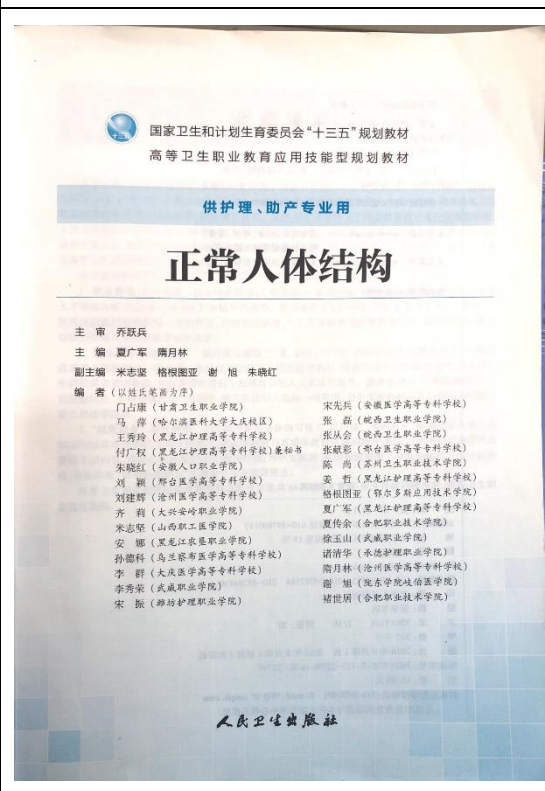 国家卫生和计划生育委员会“十三五”规划教材
高等卫生职业教育应用技能型规划教材
供护理、助产专业用
正常人体结构
主 审 乔跃兵
主 编 夏广军 隋月林
副主编 米志坚 格根图亚 谢 旭 朱晓红
编 者（以姓氏笔画为序）
门占康（甘肃卫生职业学院）
马 萍（哈尔滨医科大学大庆校区）
王秀玲（黑龙江护理高等专科学校）
付广权（黑龙江护理高等专科学校）兼秘书
朱晓红（安徽人口职业学院）
刘 颖（邢台医学高等专科学校）
刘建辉（沧州医学高等专科学校）
齐 莉（大兴安岭职业学院）
米志坚（山西职工医学院）
安 娜（黑龙江农垦职业学院）
孙德科（乌兰察布医学高等专科学校）
李 群（大庆医学高等专科学校）
李秀荣（武威职业学院）
宋 振（潍坊护理职业学院）
宋先兵（安徽医学高等专科学校）
张 磊（皖西卫生职业学院）
张从会（皖西卫生职业学院）
张献彩（邢台医学高等专科学校）
陈 尚（苏州卫生职业技术学院）
姜 哲（黑龙江护理高等专科学校）
格根图亚（鄂尔多斯应用技术学院）
夏广军（黑龙江护理高等专科学校）
夏传余（合肥职业技术学院）
徐玉山（武威职业学院）
诸清华（承德护理职业学院）
隋月林（沧州医学高等专科学校）
谢 旭（陇东学院岐伯医学院）
褚世居（合肥职业技术学院）
人民卫生出版社